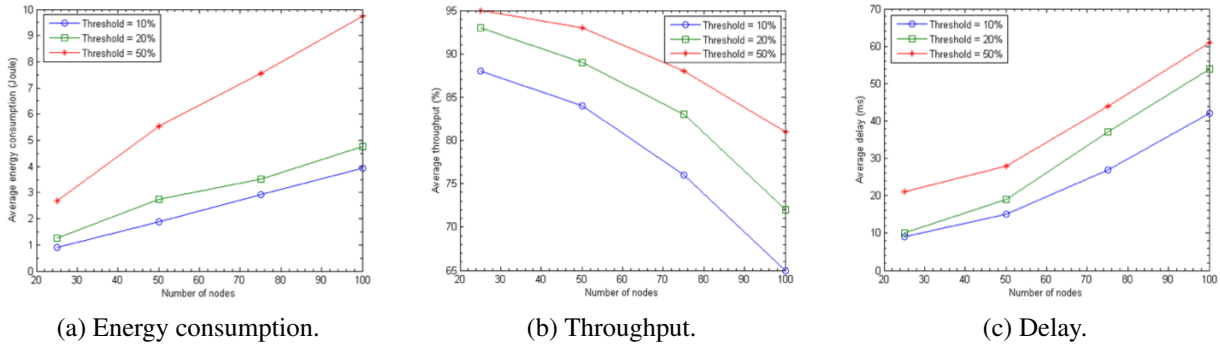 10
9
8
7
6
5
4
3
2
1
0
Average energy consumption (Joule)
Threshold = 10%
Threshold = 20%
Threshold = 50%
20 30 40 50 60 70 80 90 100
Number of nodes
(a) Energy consumption.
95
90
85
80
75
70
65
Average throughput (%)
Threshold = 10%
Threshold = 20%
Threshold = 50%
20 30 40 50 60 70 80 90 100
Number of nodes
(b) Throughput.
70
60
50
40
30
20
10
0
Average delay (ms)
Threshold = 10%
Threshold = 20%
Threshold = 50%
20 30 40 50 60 70 80 90 100
Number of nodes
(c) Delay.